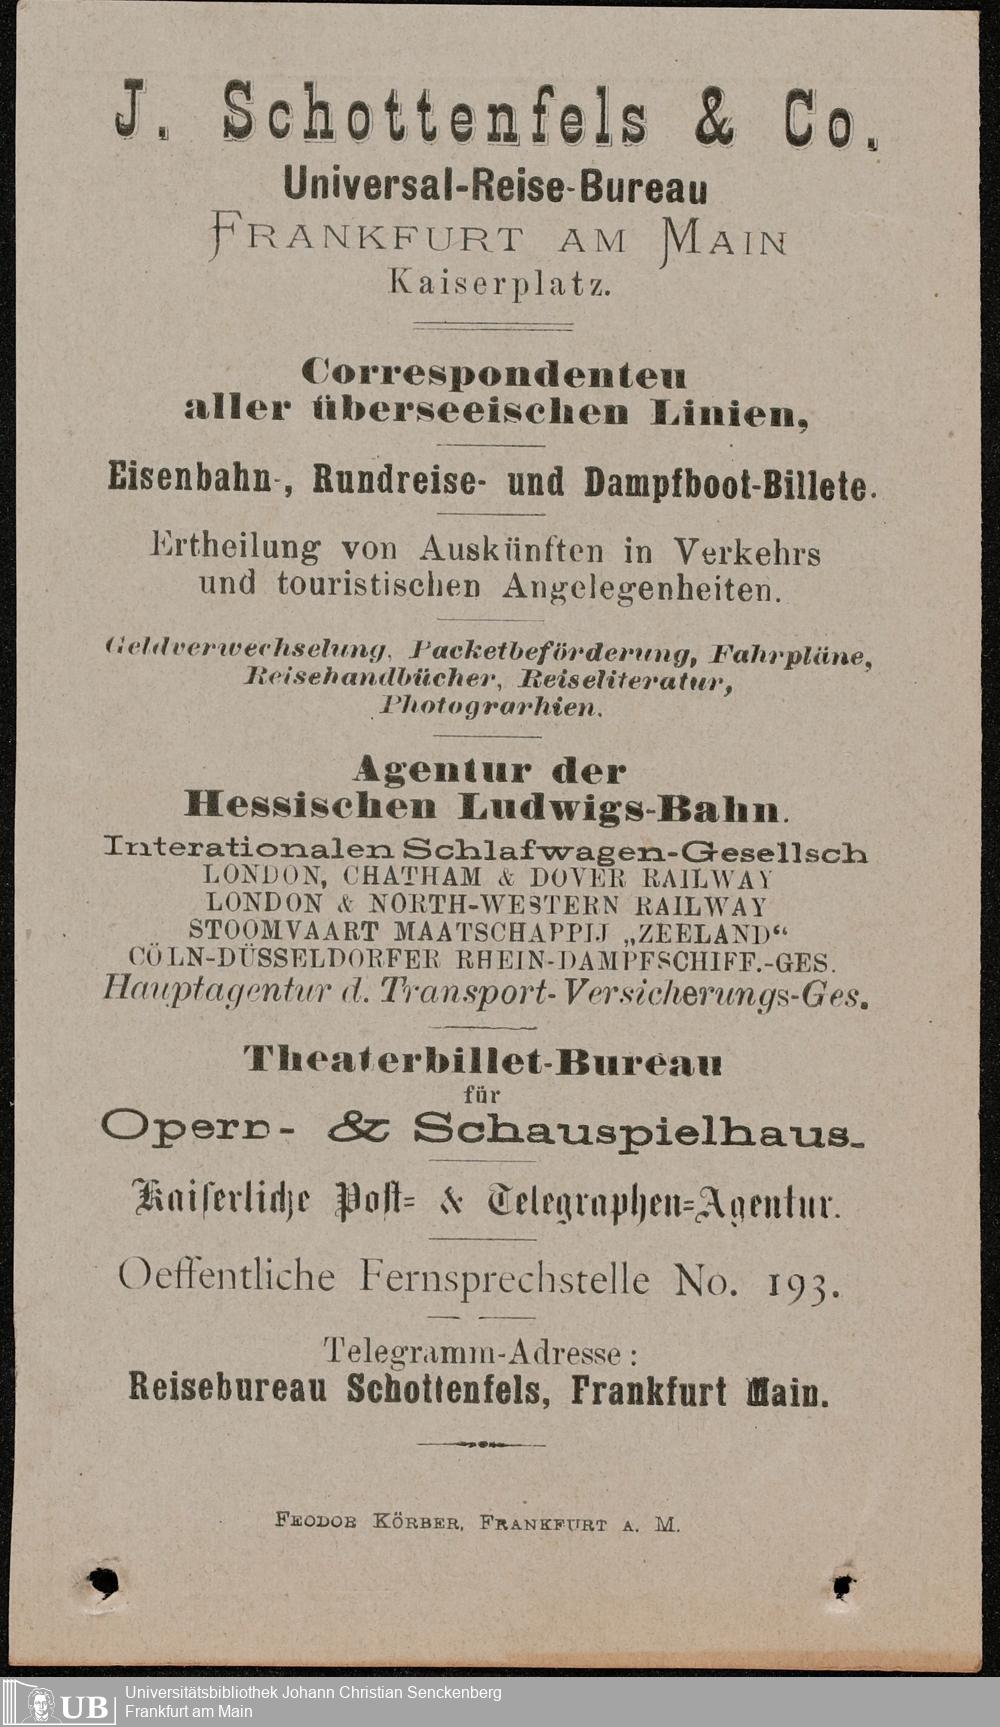 J. Schottenfels & Co.
Universal-Reise-Bureau
FRANKFURT AM MAIN
Kaiserplatz.
Correspondenten
aller überseeischen Linien,
Eisenbahn-, Rundreise- und Dampfboot-Billete.
Ertheilung von Auskünften in Verkehrs
und touristischen Angelegenheiten.
Geldverwechselung, Packetbeförderung, Fahrpläne,
Reisehandbücher, Reiseliteratur,
Photograrhien.
Agentur der
Hessischen Ludwigs-Bahn.
Interationalen Schlafwagen-Gesellsch
LONDON, CHATHAM & DOVER RAILWAY
LONDON & NORTH-WESTERN RAILWAY
STOOMVAART MAATSCHAPPIJ „ZEELAND“
CÖLN-DÜSSELDORFER RHEIN-DAMPFSCHIFF.-GES.
Hauptagentur d. Transport-Versicherungs-Ges.
Theaterbillet-Bureau
für
Opern- & Schauspielhaus.
Kaiſerliche Poſt- & Telegraphen-Agentur.
Oeffentliche Fernsprechstelle No. 193.
Telegramm-Adresse:
Reisebureau Schottenfels, Frankfurt Main.
FEODOR KÖRBER, FRANKFURT A. M.
UB
Universitätsbibliothek Johann Christian Senckenberg
Frankfurt am Main